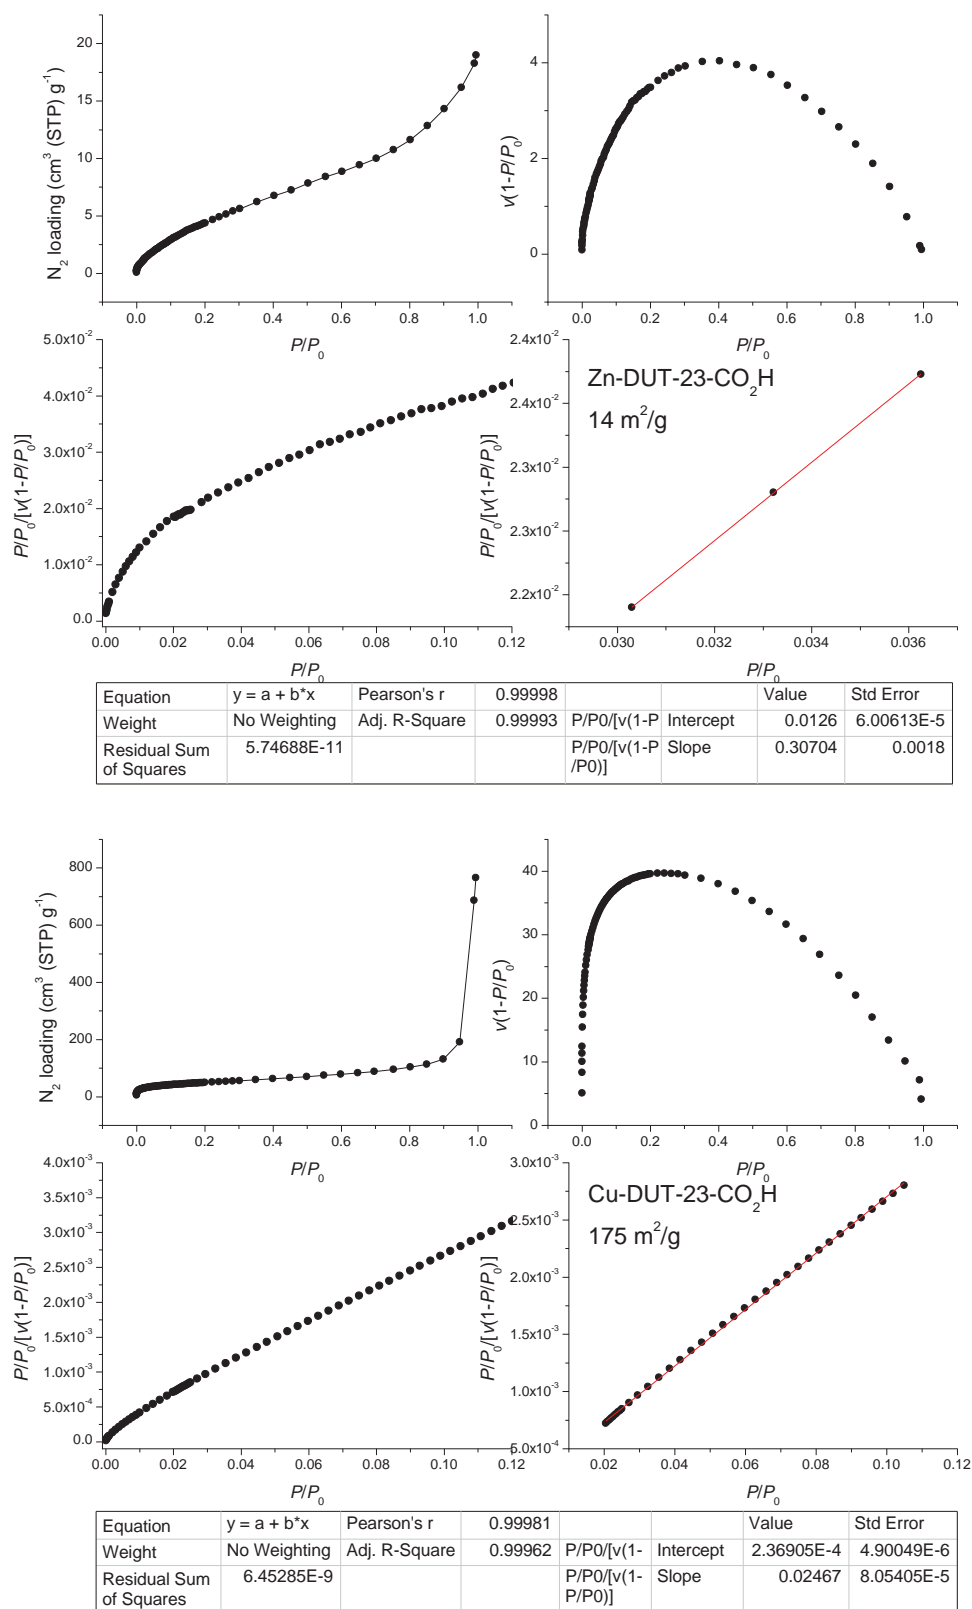 20
15
10
5
0
N₂ loading (cm³ (STP) g⁻¹)
0.0 0.2 0.4 0.6 0.8 1.0
P/P₀
4
2
0
v(1-P/P₀)
0.0 0.2 0.4 0.6 0.8 1.0
P/P₀
5.0x10⁻²
4.0x10⁻²
3.0x10⁻²
2.0x10⁻²
1.0x10⁻²
0.0
P/P₀/[v(1-P/P₀)]
0.00 0.02 0.04 0.06 0.08 0.10 0.12
P/P₀
2.4x10⁻²
2.4x10⁻²
2.3x10⁻²
2.3x10⁻²
2.2x10⁻²
P/P₀/[v(1-P/P₀)]
Zn-DUT-23-CO₂H
14 m²/g
0.030 0.032 0.034 0.036
P/P₀
Equation y = a + b*x Pearson's r 0.99998 Value Std Error
Weight No Weighting Adj. R-Square 0.99993 P/P0/[v(1-P Intercept 0.0126 6.00613E-5
Residual Sum 5.74688E-11 P/P0/[v(1-P Slope 0.30704 0.0018
of Squares /P0)]
800
600
400
200
0
N₂ loading (cm³ (STP) g⁻¹)
0.0 0.2 0.4 0.6 0.8 1.0
P/P₀
40
30
20
10
0
v(1-P/P₀)
0.0 0.2 0.4 0.6 0.8 1.0
P/P₀
4.0x10⁻³
3.5x10⁻³
3.0x10⁻³
2.5x10⁻³
2.0x10⁻³
1.5x10⁻³
1.0x10⁻³
5.0x10⁻⁴
0.0
P/P₀/[v(1-P/P₀)]
0.00 0.02 0.04 0.06 0.08 0.10 0.12
P/P₀
3.0x10⁻³
2.5x10⁻³
2.0x10⁻³
1.5x10⁻³
1.0x10⁻³
5.0x10⁻⁴
P/P₀/[v(1-P/P₀)]
Cu-DUT-23-CO₂H
175 m²/g
0.02 0.04 0.06 0.08 0.10 0.12
P/P₀
Equation y = a + b*x Pearson's r 0.99981 Value Std Error
Weight No Weighting Adj. R-Square 0.99962 P/P0/[v(1- Intercept 2.36905E-4 4.90049E-6
Residual Sum 6.45285E-9 P/P0/[v(1- Slope 0.02467 8.05405E-5
of Squares P/P0)]